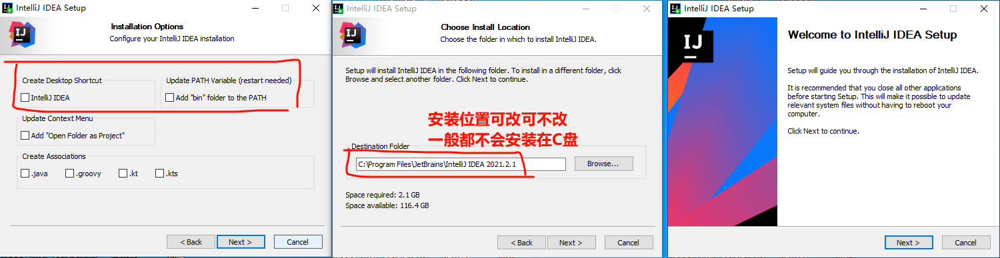 IntelliJ IDEA Setup
IJ
Installation Options
Configure your IntelliJ IDEA installation
Create Desktop Shortcut
IntelliJ IDEA
Update PATH Variable (restart needed)
Add "bin" folder to the PATH
Update Context Menu
Add "Open Folder as Project"
Create Associations
.java
.groovy
.kt
.kts
< Back
Next >
Cancel
IntelliJ IDEA Setup
IJ
Choose Install Location
Choose the folder in which to install IntelliJ IDEA.
Setup will install IntelliJ IDEA in the following folder. To install in a different folder, click
Browse and select another folder. Click Next to continue.
安装位置可改可不改
一般都不会安装在C盘
Destination Folder
C:\Program Files\JetBrains\IntelliJ IDEA 2021.2.1
Browse...
Space required: 2.1 GB
Space available: 116.4 GB
< Back
Next >
Cancel
IntelliJ IDEA Setup
IJ
Welcome to IntelliJ IDEA Setup
Setup will guide you through the installation of IntelliJ IDEA.
It is recommended that you close all other applications
before starting Setup. This will make it possible to update
relevant system files without having to reboot your
computer.
Click Next to continue.
Next >
Cancel